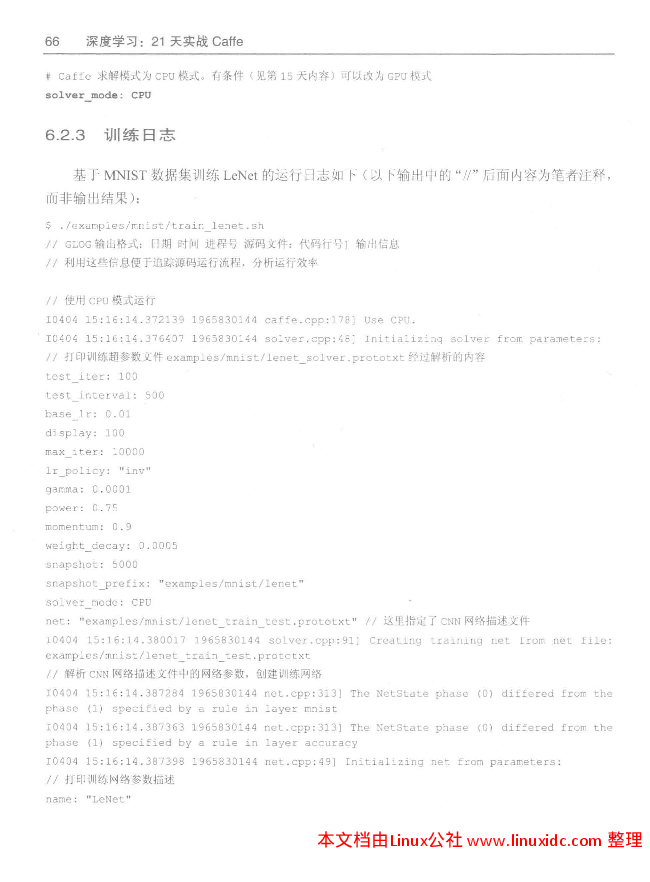 66 深度学习：21 天实战 Caffe
# Caffe 求解模式为 CPU 模式。有条件（见第 15 天内容）可以改为 GPU 模式
solver_mode: CPU
6.2.3 训练日志
基于 MNIST 数据集训练 LeNet 的运行日志如下（以下输出中的“//”后面内容为笔者注释，
而非输出结果）：
$ ./examples/mnist/train_lenet.sh
// GLOG 输出格式：日期 时间 进程号 源码文件：代码行号] 输出信息
// 利用这些信息便于追踪源码运行流程，分析运行效率
// 使用 CPU 模式运行
I0404 15:16:14.372139 1965830144 caffe.cpp:178] Use CPU.
I0404 15:16:14.376407 1965830144 solver.cpp:48] Initializing solver from parameters:
// 打印训练超参数文件 examples/mnist/lenet_solver.prototxt 经过解析的内容
test_iter: 100
test_interval: 500
base_lr: 0.01
display: 100
max_iter: 10000
lr_policy: "inv"
gamma: 0.0001
power: 0.75
momentum: 0.9
weight_decay: 0.0005
snapshot: 5000
snapshot_prefix: "examples/mnist/lenet"
solver_mode: CPU
net: "examples/mnist/lenet_train_test.prototxt" // 这里指定了 CNN 网络描述文件
I0404 15:16:14.380017 1965830144 solver.cpp:91] Creating training net from net file:
examples/mnist/lenet_train_test.prototxt
// 解析 CNN 网络描述文件中的网络参数，创建训练网络
I0404 15:16:14.387284 1965830144 net.cpp:313] The NetState phase (0) differed from the
phase (1) specified by a rule in layer mnist
I0404 15:16:14.387363 1965830144 net.cpp:313] The NetState phase (0) differed from the
phase (1) specified by a rule in layer accuracy
I0404 15:16:14.387398 1965830144 net.cpp:49] Initializing net from parameters:
// 打印训练网络参数描述
name: "LeNet"
本文档由Linux公社 www.linuxidc.com 整理